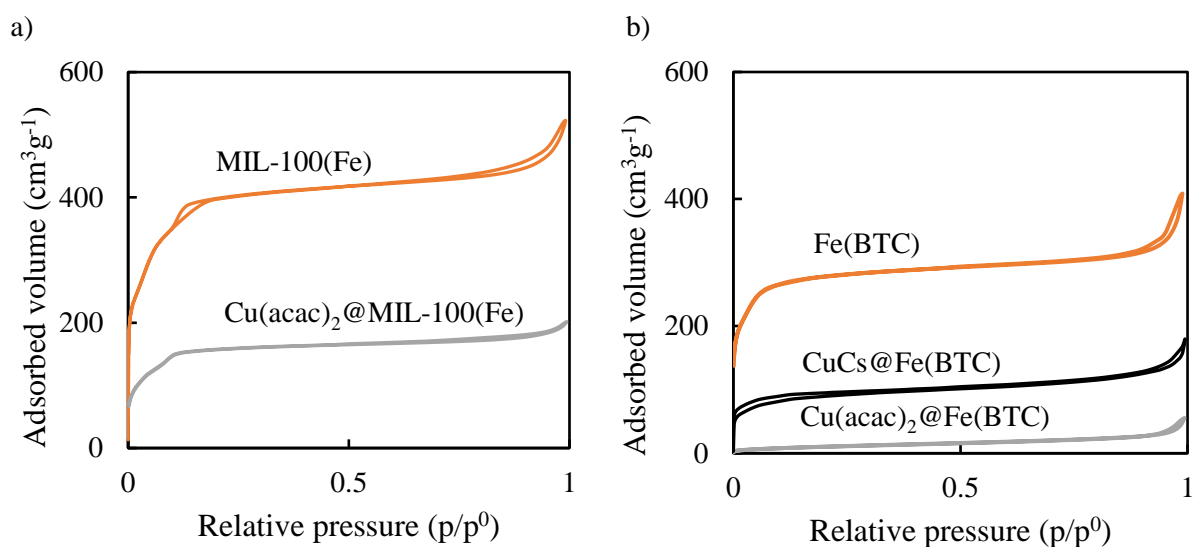 a)
600
400
200
0
Adsorbed volume (cm³g⁻¹)
MIL-100(Fe)
Cu(acac)₂@MIL-100(Fe)
0
0.5
1
Relative pressure (p/p⁰)
b)
600
400
200
0
Adsorbed volume (cm³g⁻¹)
Fe(BTC)
CuCs@Fe(BTC)
Cu(acac)₂@Fe(BTC)
0
0.5
1
Relative pressure (p/p⁰)